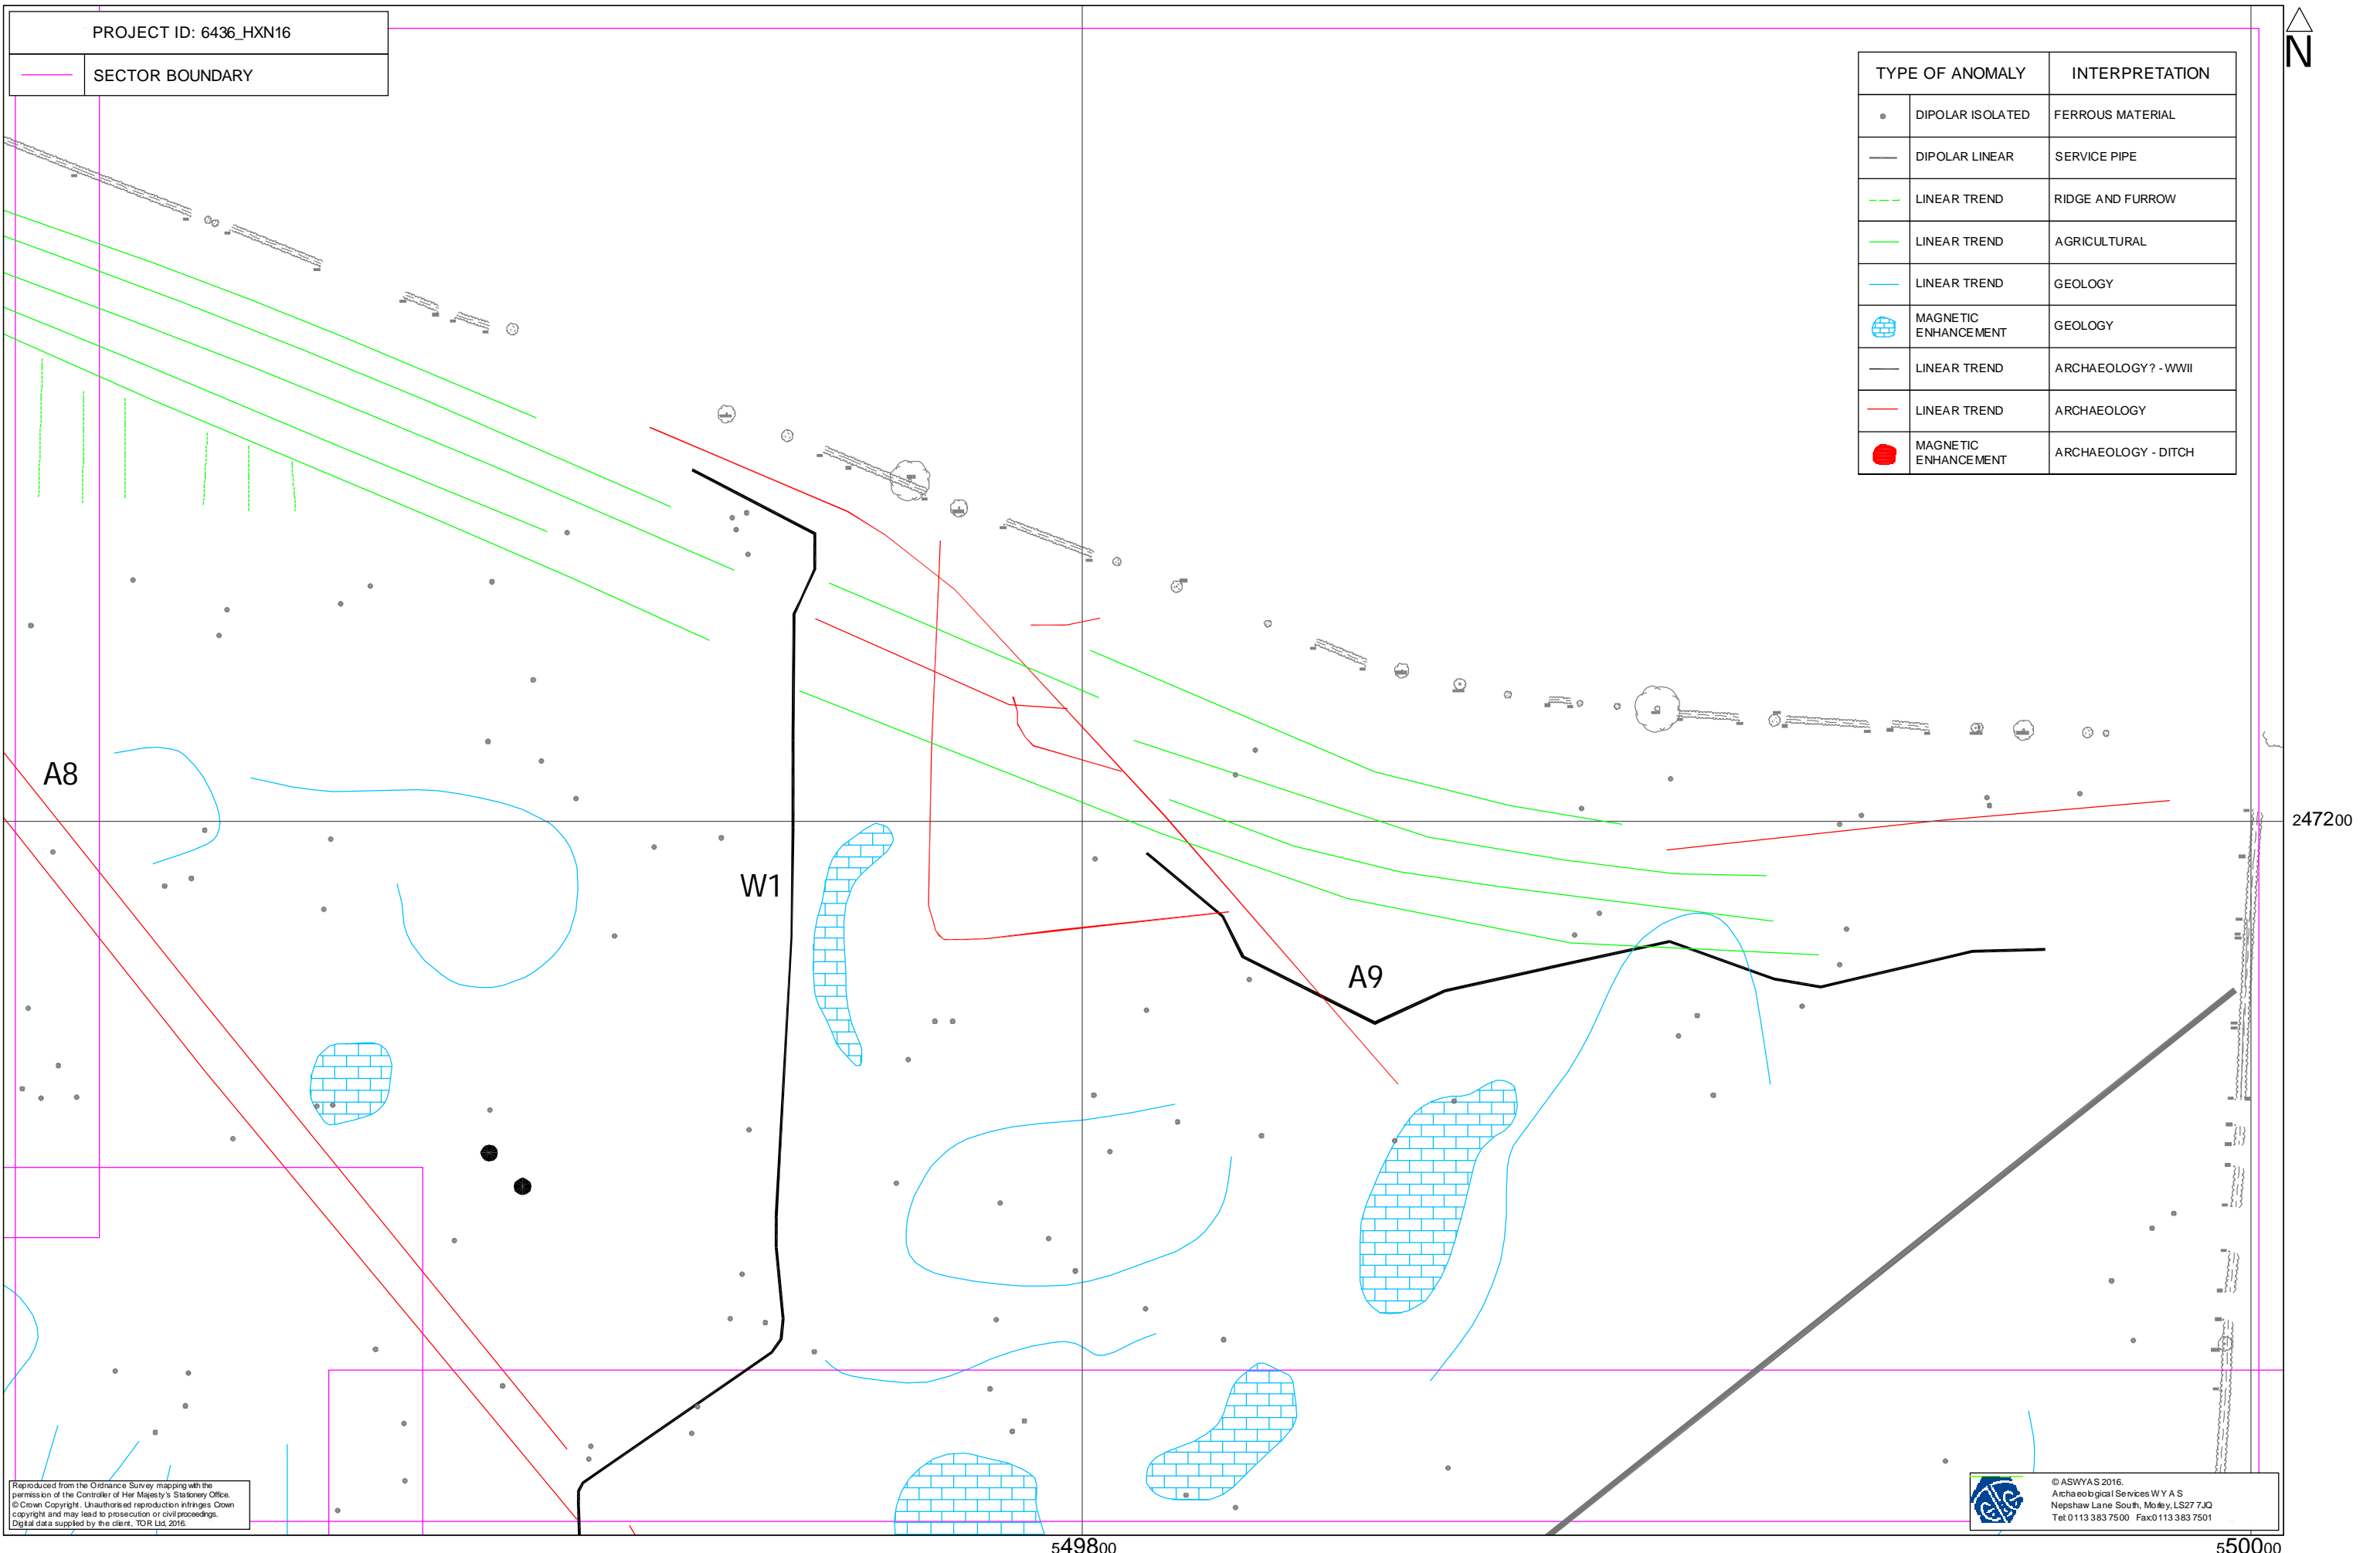 PROJECT ID: 6436_HXN16
SECTOR BOUNDARY
N
TYPE OF ANOMALY INTERPRETATION
DIPOLAR ISOLATED FERROUS MATERIAL
DIPOLAR LINEAR SERVICE PIPE
LINEAR TREND RIDGE AND FURROW
LINEAR TREND AGRICULTURAL
LINEAR TREND GEOLOGY
MAGNETIC
ENHANCEMENT
GEOLOGY
LINEAR TREND ARCHAEOLOGY? - WWII
LINEAR TREND ARCHAEOLOGY
MAGNETIC
ENHANCEMENT
ARCHAEOLOGY - DITCH
A8
W1
A9
247200
Reproduced from the Ordnance Survey mapping with the
permission of the Controller of Her Majesty's Stationery Office.
© Crown Copyright. Unauthorised reproduction infringes Crown
copyright and may lead to prosecution or civil proceedings.
Digital data supplied by the client, TOR Ltd, 2016.
© ASWYAS 2016.
Archaeological Services W Y A S
Nepshaw Lane South, Morley, LS27 7JQ
Tel: 0113 383 7500 Fax: 0113 383 7501
549800
550000